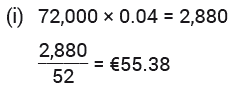 (i) 72,000 × 0.04 = 2,880
2,880
52 = €55.38